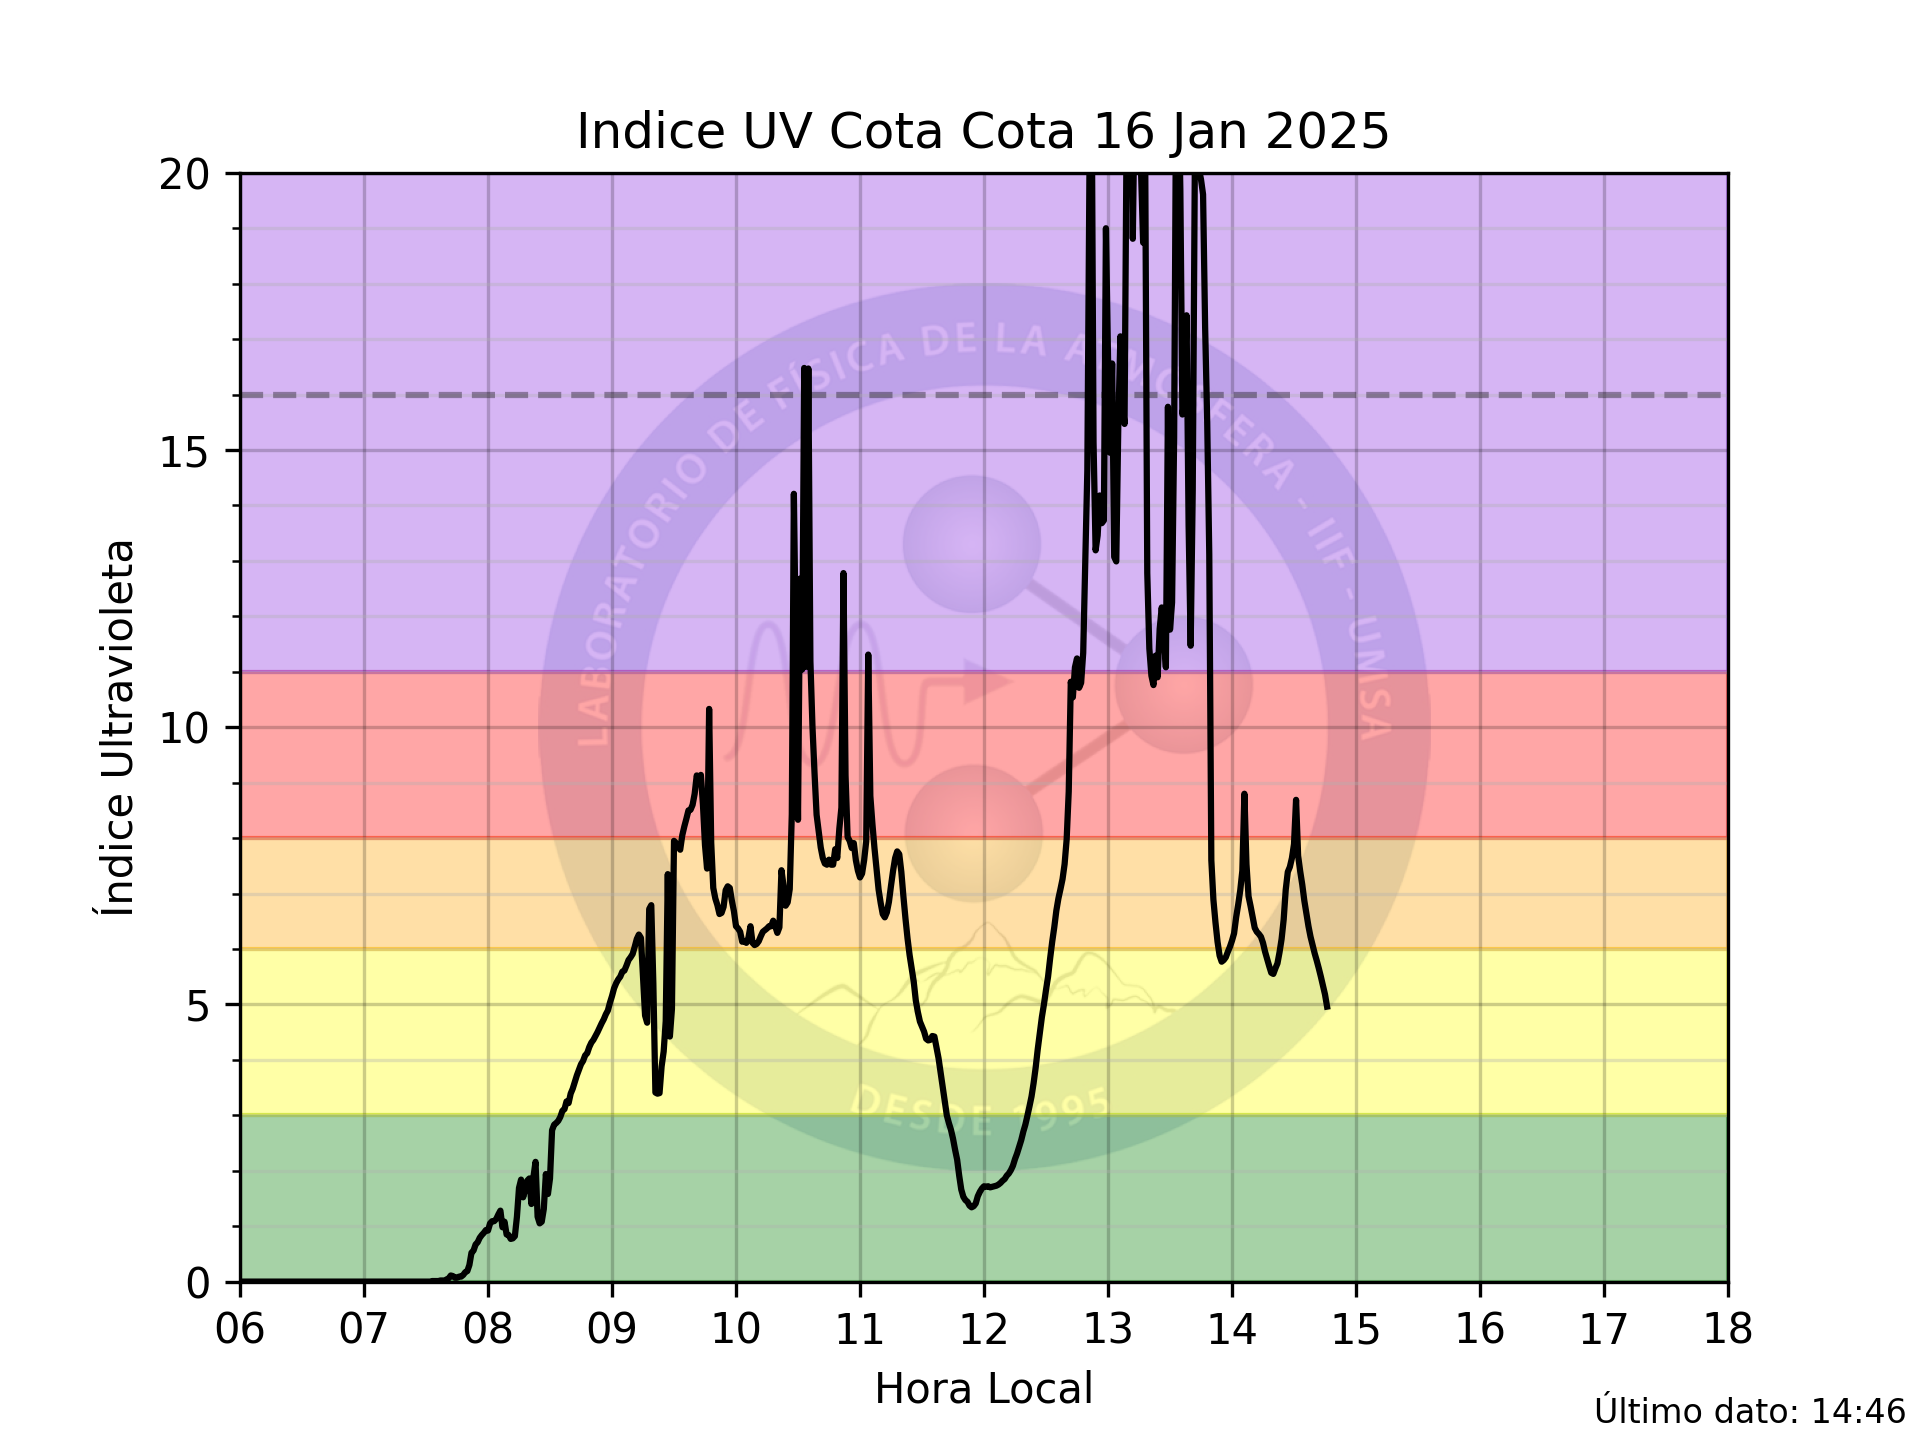 Indice UV Cota Cota 16 Jan 2025
Índice Ultravioleta
20
15
10
5
0
LABORATORIO DE FÍSICA DE LA ATMOSFERA - IIF - UMSA
DESDE 1995
06 07 08 09 10 11 12 13 14 15 16 17 18
Hora Local
Último dato: 14:46